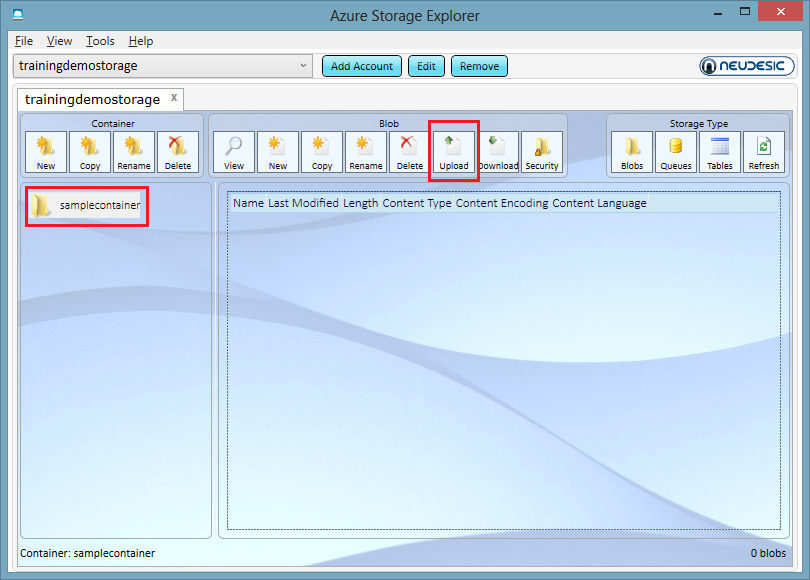 Azure Storage Explorer
File View Tools Help
trainingdemostorage Add Account Edit Remove NEUDESIC
trainingdemostorage x
Container Blob Storage Type
New Copy Rename Delete View New Copy Rename Delete Upload Download Security Blobs Queues Tables Refresh
samplecontainer
Name Last Modified Length Content Type Content Encoding Content Language
Container: samplecontainer 0 blobs